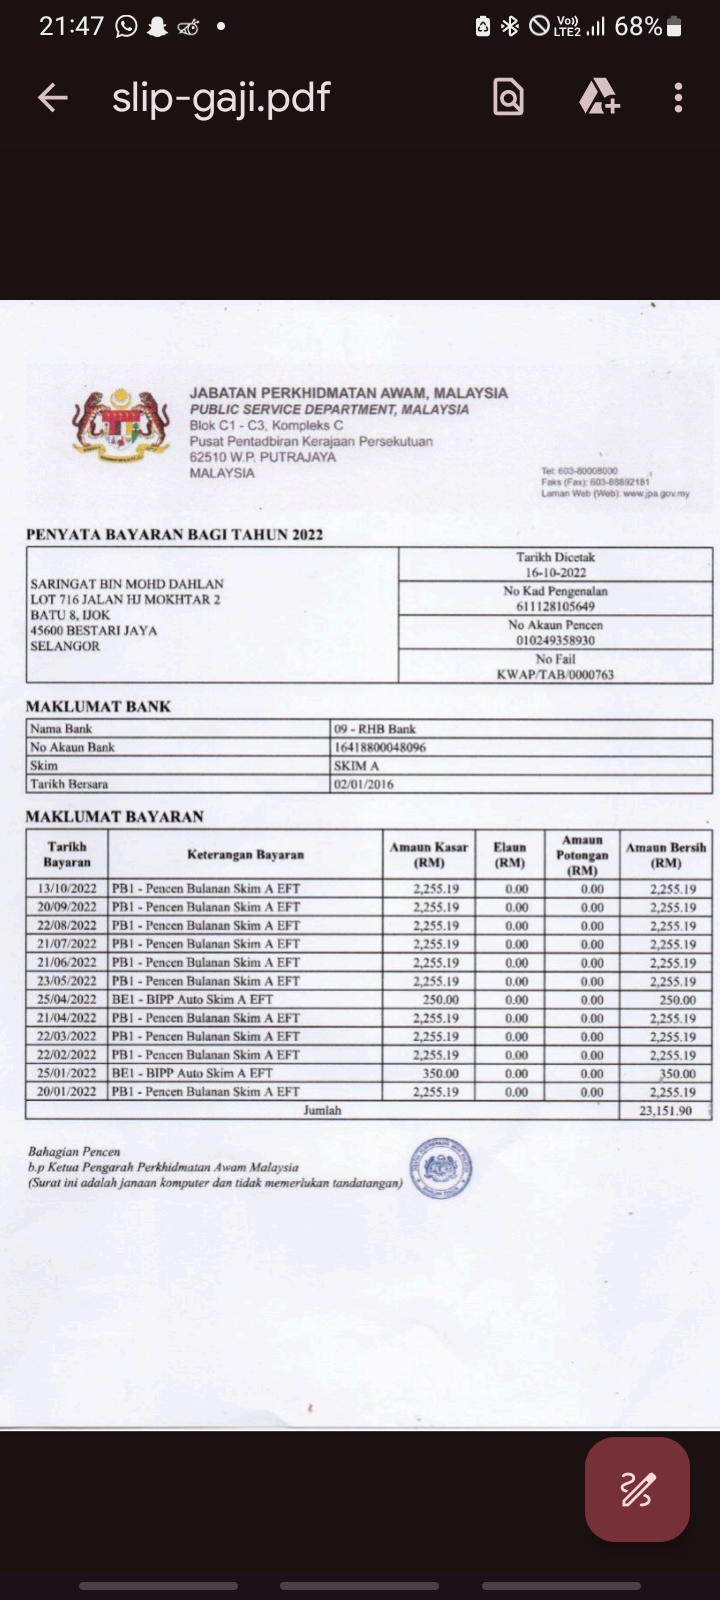 21:47
Vo))
LTE2
68%
slip-gaji.pdf
JABATAN PERKHIDMATAN AWAM, MALAYSIA
PUBLIC SERVICE DEPARTMENT, MALAYSIA
Blok C1 - C3, Kompleks C
Pusat Pentadbiran Kerajaan Persekutuan
62510 W.P. PUTRAJAYA
MALAYSIA
Tel: 603-80008000
Faks (Fax): 603-88892181
Laman Web (Web): www.jpa.gov.my
PENYATA BAYARAN BAGI TAHUN 2022
SARINGAT BIN MOHD DAHLAN
LOT 716 JALAN HJ MOKHTAR 2
BATU 8, IJOK
45600 BESTARI JAYA
SELANGOR
Tarikh Dicetak
16-10-2022
No Kad Pengenalan
611128105649
No Akaun Pencen
010249358930
No Fail
KWAP/TAB/0000763
MAKLUMAT BANK
Nama Bank 09 - RHB Bank
No Akaun Bank 16418800048096
Skim SKIM A
Tarikh Bersara 02/01/2016
MAKLUMAT BAYARAN
Tarikh Bayaran Keterangan Bayaran Amaun Kasar (RM) Elaun (RM) Amaun Potongan (RM) Amaun Bersih (RM)
13/10/2022 PB1 - Pencen Bulanan Skim A EFT 2,255.19 0.00 0.00 2,255.19
20/09/2022 PB1 - Pencen Bulanan Skim A EFT 2,255.19 0.00 0.00 2,255.19
22/08/2022 PB1 - Pencen Bulanan Skim A EFT 2,255.19 0.00 0.00 2,255.19
21/07/2022 PB1 - Pencen Bulanan Skim A EFT 2,255.19 0.00 0.00 2,255.19
21/06/2022 PB1 - Pencen Bulanan Skim A EFT 2,255.19 0.00 0.00 2,255.19
23/05/2022 PB1 - Pencen Bulanan Skim A EFT 2,255.19 0.00 0.00 2,255.19
25/04/2022 BE1 - BIPP Auto Skim A EFT 250.00 0.00 0.00 250.00
21/04/2022 PB1 - Pencen Bulanan Skim A EFT 2,255.19 0.00 0.00 2,255.19
22/03/2022 PB1 - Pencen Bulanan Skim A EFT 2,255.19 0.00 0.00 2,255.19
22/02/2022 PB1 - Pencen Bulanan Skim A EFT 2,255.19 0.00 0.00 2,255.19
25/01/2022 BE1 - BIPP Auto Skim A EFT 350.00 0.00 0.00 350.00
20/01/2022 PB1 - Pencen Bulanan Skim A EFT 2,255.19 0.00 0.00 2,255.19
Jumlah 23,151.90
Bahagian Pencen
b.p Ketua Pengarah Perkhidmatan Awam Malaysia
(Surat ini adalah janaan komputer dan tidak memerlukan tandatangan)